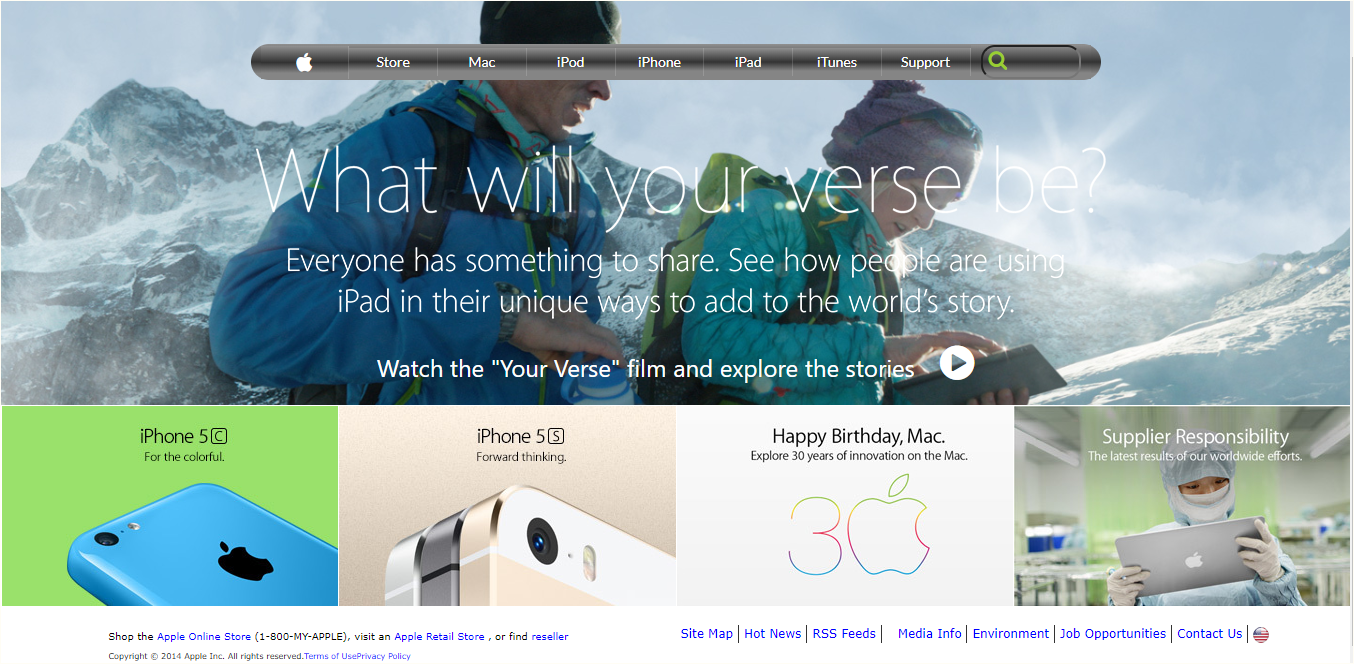 Store Mac iPod iPhone iPad iTunes Support
What will your verse be?
Everyone has something to share. See how people are using
iPad in their unique ways to add to the world's story.
Watch the "Your Verse" film and explore the stories
iPhone 5C
For the colorful.
iPhone 5S
Forward thinking.
Happy Birthday, Mac.
Explore 30 years of innovation on the Mac.
30
Supplier Responsibility
The latest results of our worldwide efforts.
Shop the Apple Online Store (1-800-MY-APPLE), visit an Apple Retail Store , or find reseller
Site Map | Hot News | RSS Feeds | Media Info | Environment | Job Opportunities | Contact Us |
Copyright © 2014 Apple Inc. All rights reserved.Terms of UsePrivacy Policy